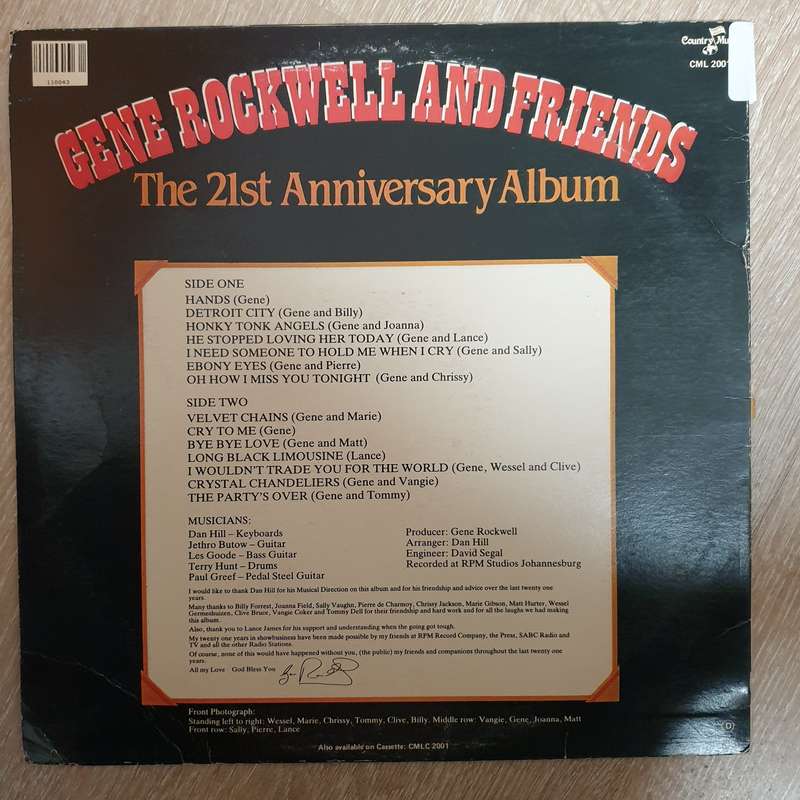 110043
Country Mu
CML 2001
GENE ROCKWELL AND FRIENDS
The 21st Anniversary Album
SIDE ONE
HANDS (Gene)
DETROIT CITY (Gene and Billy)
HONKY TONK ANGELS (Gene and Joanna)
HE STOPPED LOVING HER TODAY (Gene and Lance)
I NEED SOMEONE TO HOLD ME WHEN I CRY (Gene and Sally)
EBONY EYES (Gene and Pierre)
OH HOW I MISS YOU TONIGHT (Gene and Chrissy)
SIDE TWO
VELVET CHAINS (Gene and Marie)
CRY TO ME (Gene)
BYE BYE LOVE (Gene and Matt)
LONG BLACK LIMOUSINE (Lance)
I WOULDN'T TRADE YOU FOR THE WORLD (Gene, Wessel and Clive)
CRYSTAL CHANDELIERS (Gene and Vangie)
THE PARTY'S OVER (Gene and Tommy)
MUSICIANS:
Dan Hill – Keyboards
Jethro Butow – Guitar
Les Goode – Bass Guitar
Terry Hunt – Drums
Paul Greef – Pedal Steel Guitar
Producer: Gene Rockwell
Arranger: Dan Hill
Engineer: David Segal
Recorded at RPM Studios Johannesburg
I would like to thank Dan Hill for his Musical Direction on this album and for his friendship and advice over the last twenty one
years.
Many thanks to Billy Forrest, Joanna Field, Sally Vaughn, Pierre de Charmoy, Chrissy Jackson, Marie Gibson, Matt Hurter, Wessel
Germeshuizen, Clive Bruce, Vangie Coker and Tommy Dell for their friendship and hard work and for all the laughs we had making
this album.
Also, thank you to Lance James for his support and understanding when the going got tough.
My twenty one years in showbusiness have been made possible by my friends at RPM Record Company, the Press, SABC Radio and
TV and all the other Radio Stations.
Of course, none of this would have happened without you, (the public) my friends and companions throughout the last twenty one
years.
All my Love God Bless You
Front Photograph:
Standing left to right: Wessel, Marie, Chrissy, Tommy, Clive, Billy. Middle row: Vangie, Gene, Joanna, Matt
Front row: Sally, Pierre, Lance
(D)
Also available on Cassette: CMLC 2001